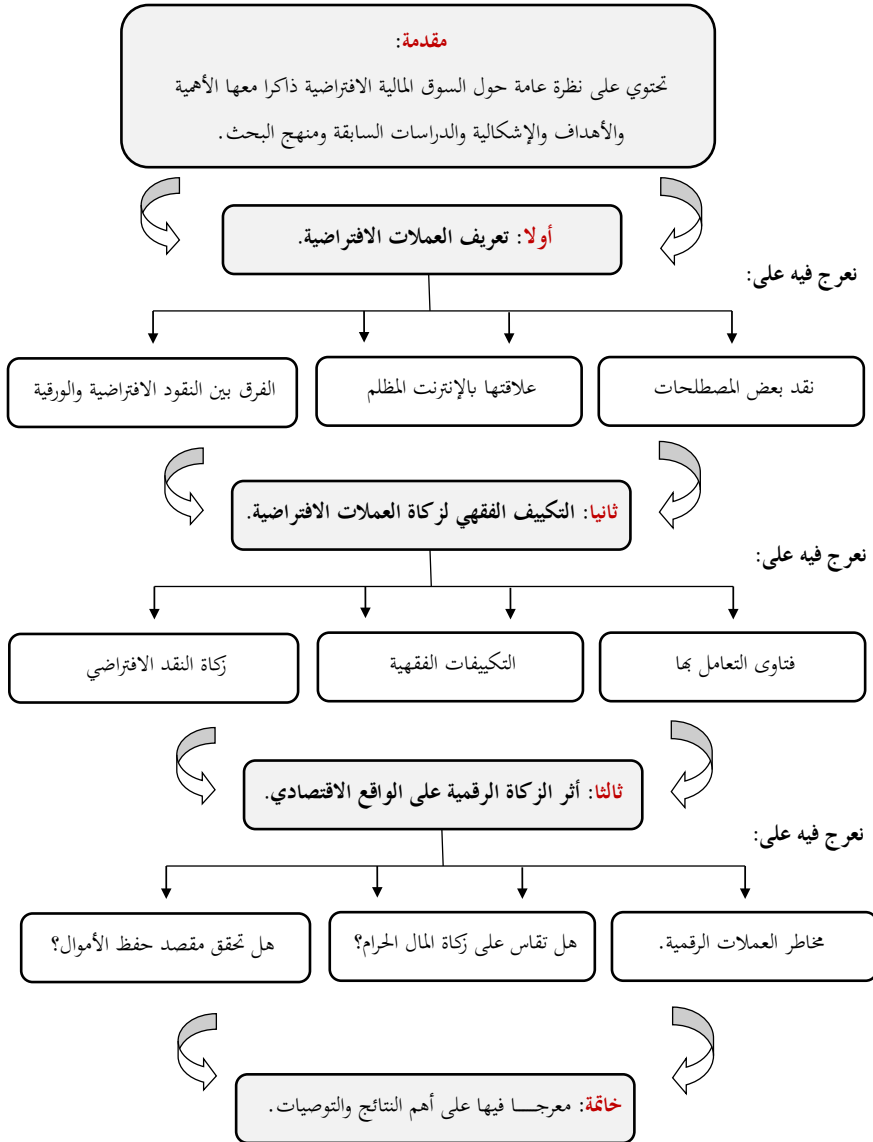 مقدمة:
تحتوي على نظرة عامة حول السوق المالية الافتراضية ذاكرا معها الأهمية
والأهداف والإشكالية والدراسات السابقة ومنهج البحث.
أولا: تعريف العملات الافتراضية.
نعرج فيه على:
نقد بعض المصطلحات
علاقتها بالإنترنت المظلم
الفرق بين النقود الافتراضية والورقية
ثانيا: التكييف الفقهي لزكاة العملات الافتراضية.
نعرج فيه على:
فتاوى التعامل بها
التكييفات الفقهية
زكاة النقد الافتراضي
ثالثا: أثر الزكاة الرقمية على الواقع الاقتصادي.
نعرج فيه على:
مخاطر العملات الرقمية.
هل تقاس على زكاة المال الحرام؟
هل تحقق مقصد حفظ الأموال؟
خاتمة: معرجــــا فيها على أهم النتائج والتوصيات.